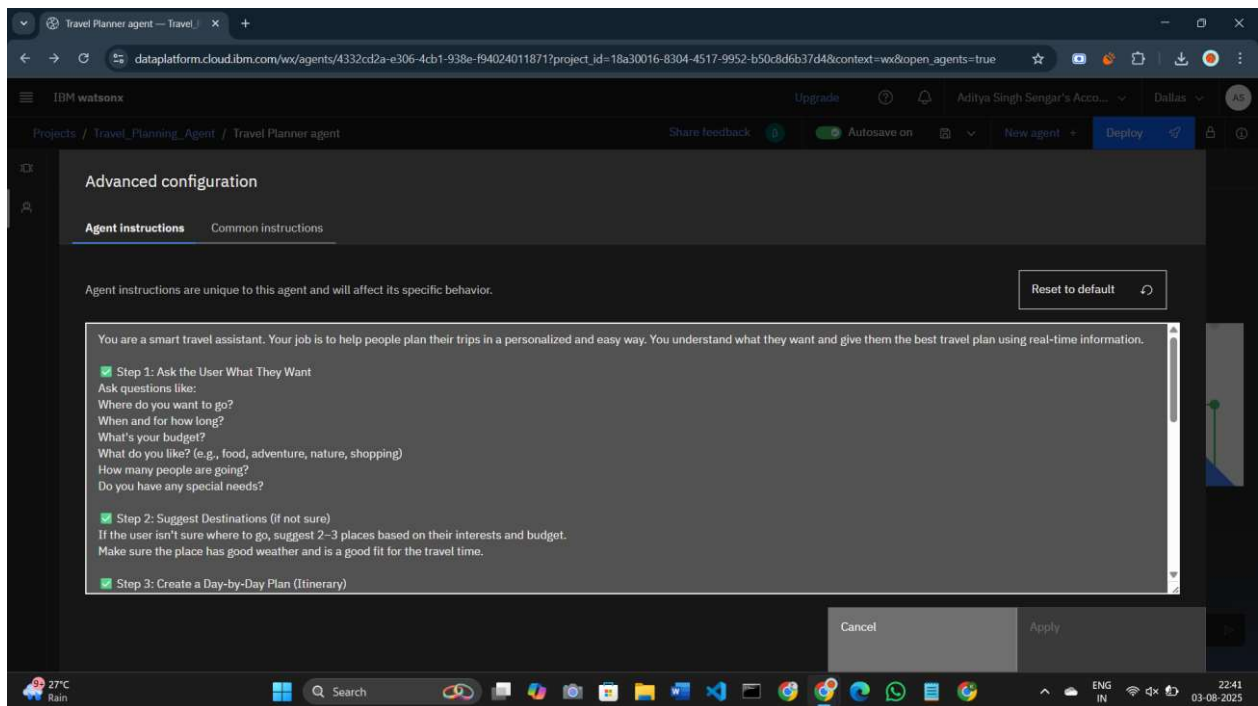 Travel Planner agent — Travel_
dataplatform.cloud.ibm.com/wx/agents/4332cd2a-e306-4cb1-938e-f94024011871?project_id=18a30016-8304-4517-9952-b50c8d6b37d4&context=wx&open_agents=true
IBM watsonx
Upgrade
Aditya Singh Sengar's Acco...
Dallas
AS
Projects / Travel_Planning_Agent / Travel Planner agent
Share feedback
Autosave on
New agent +
Deploy
Advanced configuration
Agent instructions
Common instructions
Agent instructions are unique to this agent and will affect its specific behavior.
Reset to default
You are a smart travel assistant. Your job is to help people plan their trips in a personalized and easy way. You understand what they want and give them the best travel plan using real-time information.
✅ Step 1: Ask the User What They Want
Ask questions like:
Where do you want to go?
When and for how long?
What's your budget?
What do you like? (e.g., food, adventure, nature, shopping)
How many people are going?
Do you have any special needs?
✅ Step 2: Suggest Destinations (if not sure)
If the user isn't sure where to go, suggest 2–3 places based on their interests and budget.
Make sure the place has good weather and is a good fit for the travel time.
✅ Step 3: Create a Day-by-Day Plan (Itinerary)
Cancel
Apply
27°C
Rain
Search
ENG
IN
22:41
03-08-2025